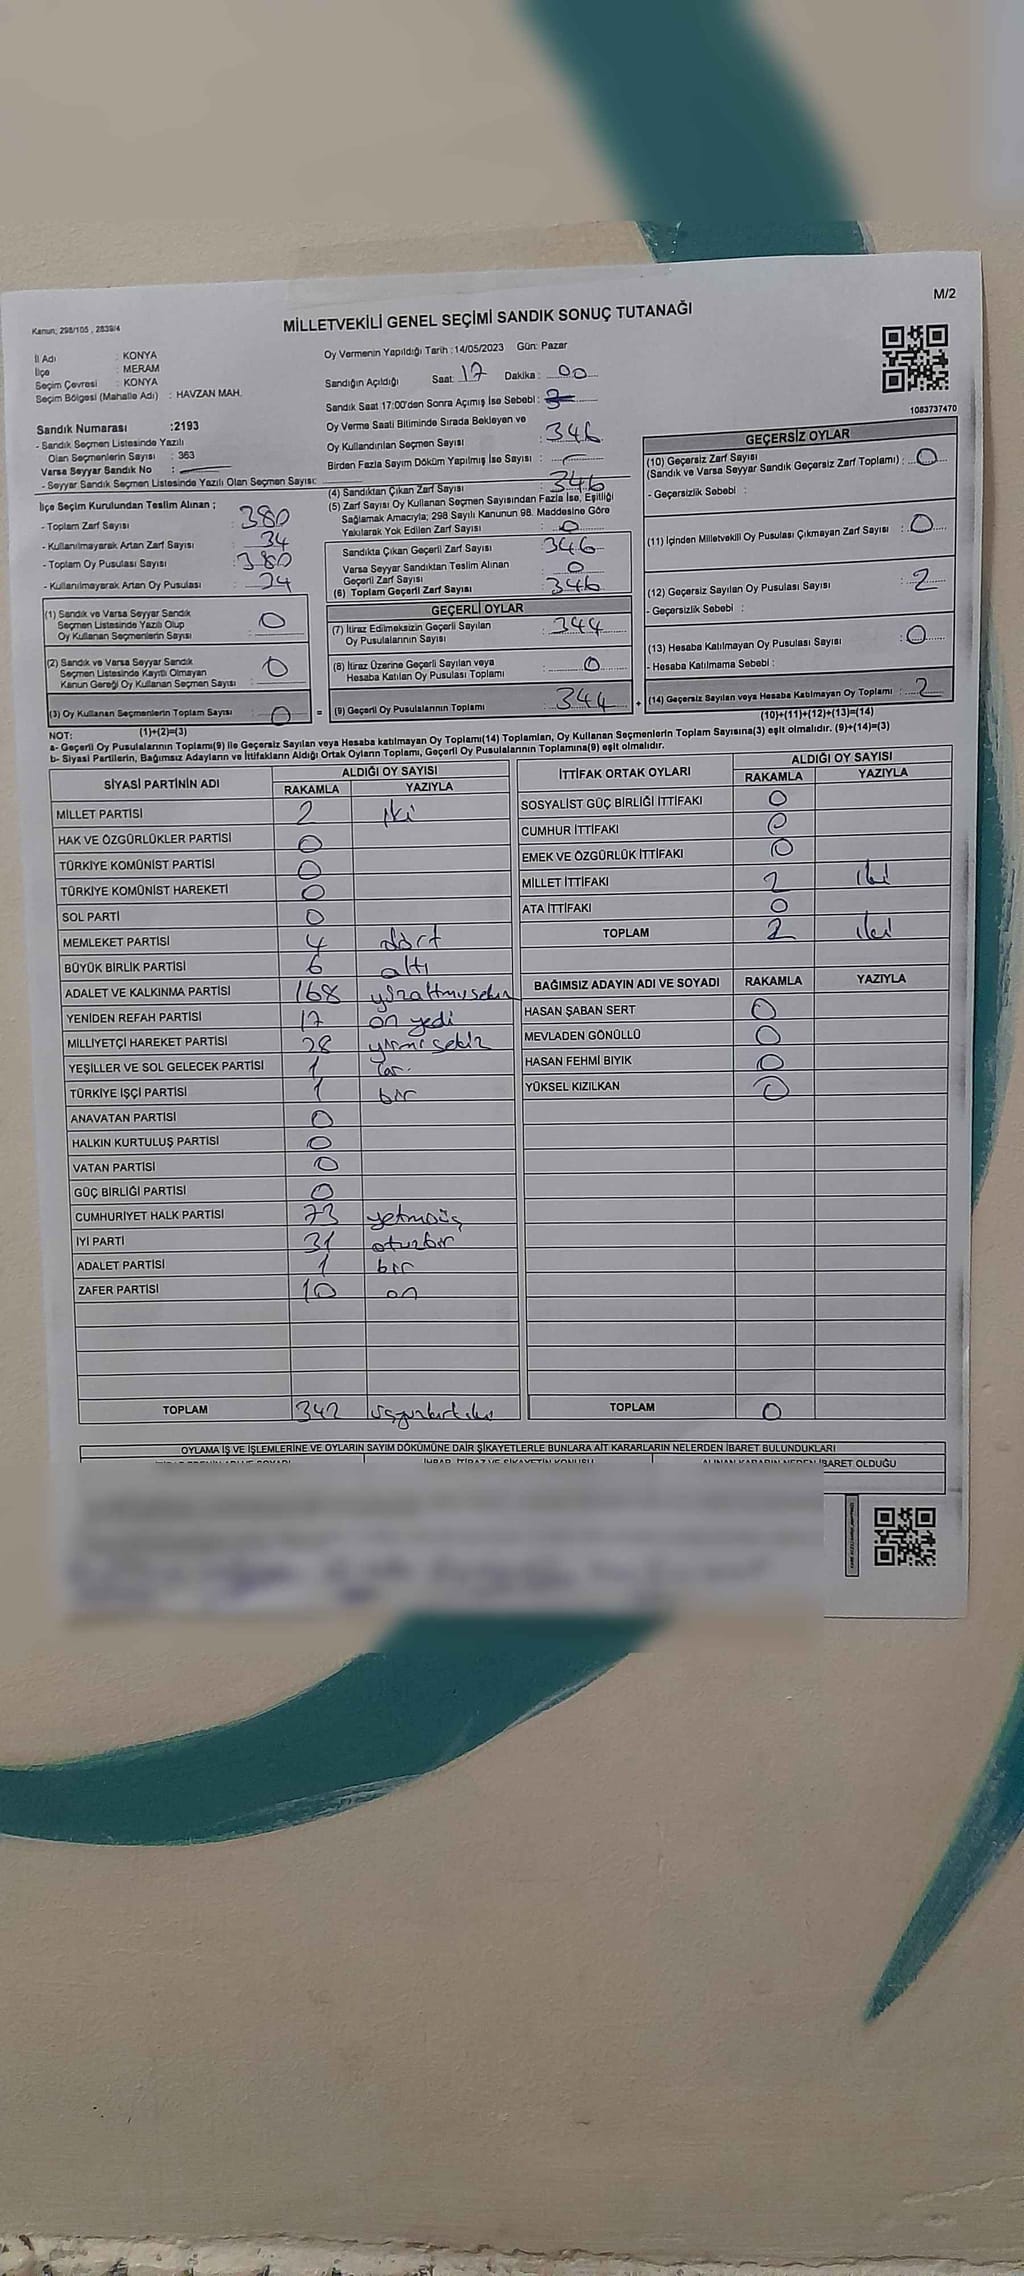 M/2
Kanun; 298/105 , 2839/4
MİLLETVEKİLİ GENEL SEÇİMİ SANDIK SONUÇ TUTANAĞI
İl Adı : KONYA
İlçe : MERAM
Seçim Çevresi : KONYA
Seçim Bölgesi (Mahalle Adı) : HAVZAN MAH.
Sandık Numarası :2193
- Sandık Seçmen Listesinde Yazılı
Olan Seçmenlerin Sayısı : 363
Varsa Seyyar Sandık No :
- Seyyar Sandık Seçmen Listesinde Yazılı Olan Seçmen Sayısı:
Oy Vermenin Yapıldığı Tarih :14/05/2023 Gün: Pazar
Sandığın Açıldığı Saat: 17 Dakika : 00
Sandık Saat 17:00'den Sonra Açımış İse Sebebi :
Oy Verme Saati Bitiminde Sırada Bekleyen ve
Oy Kullandırılan Seçmen Sayısı : 346
Birden Fazla Sayım Döküm Yapılmış İse Sayısı :
1083737470
İlçe Seçim Kurulundan Teslim Alınan ;
- Toplam Zarf Sayısı : 380
- Kullanılmayarak Artan Zarf Sayısı : 34
- Toplam Oy Pusulası Sayısı : 380
- Kullanılmayarak Artan Oy Pusulası : 34
(1) Sandık ve Varsa Seyyar Sandık
Seçmen Listesinde Yazılı Olup
Oy Kullanan Seçmenlerin Sayısı : 0
(2) Sandık ve Varsa Seyyar Sandık
Seçmen Listesinde Kayıtlı Olmayan
Kanun Gereği Oy Kullanan Seçmen Sayısı : 0
(3) Oy Kullanan Seçmenlerin Toplam Sayısı : 0
(1)+(2)=(3)
(4) Sandıktan Çıkan Zarf Sayısı : 346
(5) Zarf Sayısı Oy Kullanan Seçmen Sayısından Fazla İse, Eşitliği
Sağlamak Amacıyla; 298 Sayılı Kanunun 98. Maddesine Göre
Yakılarak Yok Edilen Zarf Sayısı : 0
Sandıkta Çıkan Geçerli Zarf Sayısı : 346
Varsa Seyyar Sandıktan Teslim Alınan
Geçerli Zarf Sayısı : 0
(6) Toplam Geçerli Zarf Sayısı : 346
GEÇERLİ OYLAR
(7) İtiraz Edilmeksizin Geçerli Sayılan
Oy Pusulalarının Sayısı : 344
(8) İtiraz Üzerine Geçerli Sayılan veya
Hesaba Katılan Oy Pusulası Toplamı : 0
= (9) Geçerli Oy Pusulalarının Toplamı : 344
GEÇERSİZ OYLAR
(10) Geçersiz Zarf Sayısı
(Sandık ve Varsa Seyyar Sandık Geçersiz Zarf Toplamı) : 0
- Geçersizlik Sebebi :
(11) İçinden Milletvekili Oy Pusulası Çıkmayan Zarf Sayısı : 0
(12) Geçersiz Sayılan Oy Pusulası Sayısı : 2
- Geçersizlik Sebebi :
(13) Hesaba Katılmayan Oy Pusulası Sayısı : 0
- Hesaba Katılmama Sebebi :
+ (14) Geçersiz Sayılan veya Hesaba Katılmayan Oy Toplamı : 2
(10)+(11)+(12)+(13)=(14)
NOT:
a- Geçerli Oy Pusulalarının Toplamı(9) ile Geçersiz Sayılan veya Hesaba katılmayan Oy Toplamı(14) Toplamları, Oy Kullanan Seçmenlerin Toplam Sayısına(3) eşit olmalıdır. (9)+(14)=(3)
b- Siyasi Partilerin, Bağımsız Adayların ve İttifakların Aldığı Ortak Oyların Toplamı, Geçerli Oy Pusulalarının Toplamına(9) eşit olmalıdır.
SİYASİ PARTİNİN ADI ALDIĞI OY SAYISI
RAKAMLA YAZIYLA
MİLLET PARTİSİ 2 iki
HAK VE ÖZGÜRLÜKLER PARTİSİ 0
TÜRKİYE KOMÜNİST PARTİSİ 0
TÜRKİYE KOMÜNİST HAREKETİ 0
SOL PARTİ 0
MEMLEKET PARTİSİ 4 dört
BÜYÜK BİRLİK PARTİSİ 6 altı
ADALET VE KALKINMA PARTİSİ 168
YENİDEN REFAH PARTİSİ 17 on yedi
MİLLİYETÇİ HAREKET PARTİSİ 28 yirmi sekiz
YEŞİLLER VE SOL GELECEK PARTİSİ 1
TÜRKİYE İŞÇİ PARTİSİ 1 bir
ANAVATAN PARTİSİ 0
HALKIN KURTULUŞ PARTİSİ 0
VATAN PARTİSİ 0
GÜÇ BİRLİĞİ PARTİSİ 0
CUMHURİYET HALK PARTİSİ 73
İYİ PARTİ 31 otuzbir
ADALET PARTİSİ 1 bir
ZAFER PARTİSİ 10 on
TOPLAM 342
İTTİFAK ORTAK OYLARI ALDIĞI OY SAYISI
RAKAMLA YAZIYLA
SOSYALİST GÜÇ BİRLİĞİ İTTİFAKI 0
CUMHUR İTTİFAKI 0
EMEK VE ÖZGÜRLÜK İTTİFAKI 0
MİLLET İTTİFAKI 2 iki
ATA İTTİFAKI 0
TOPLAM 2 iki
BAĞIMSIZ ADAYIN ADI VE SOYADI RAKAMLA YAZIYLA
HASAN ŞABAN SERT 0
MEVLADEN GÖNÜLLÜ 0
HASAN FEHMİ BIYIK 0
YÜKSEL KIZILKAN 0
TOPLAM 0
OYLAMA İŞ VE İŞLEMLERİNE VE OYLARIN SAYIM DÖKÜMÜNE DAİR ŞİKAYETLERLE BUNLARA AİT KARARLARIN NELERDEN İBARET BULUNDUKLARI
İHBAR, İTİRAZ VE ŞİKAYETİN KONUSU ALINAN KARARIN NEDEN İBARET OLDUĞU